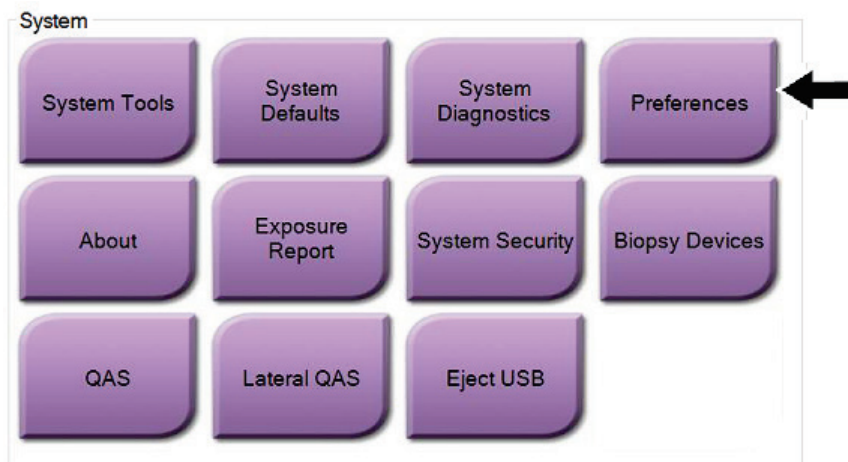 System
System Tools
System
Defaults
System
Diagnostics
Preferences
About
Exposure
Report
System Security
Biopsy Devices
QAS
Lateral QAS
Eject USB